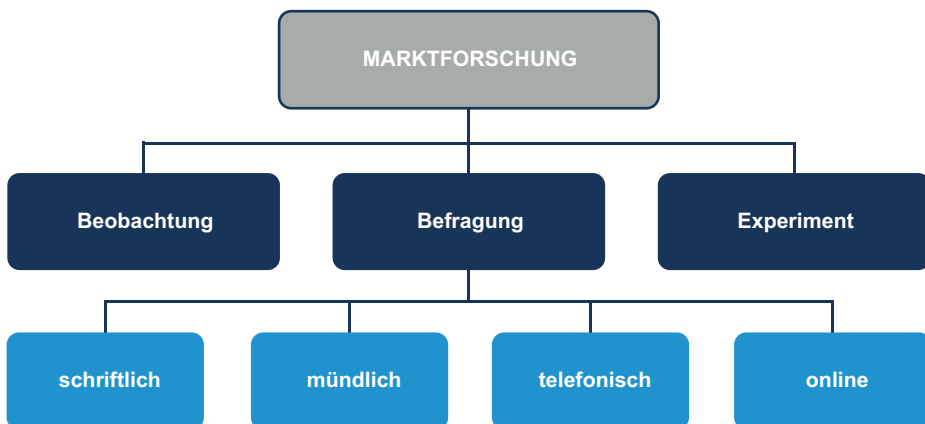 MARKTFORSCHUNG
Beobachtung
Befragung
Experiment
schriftlich
mündlich
telefonisch
online